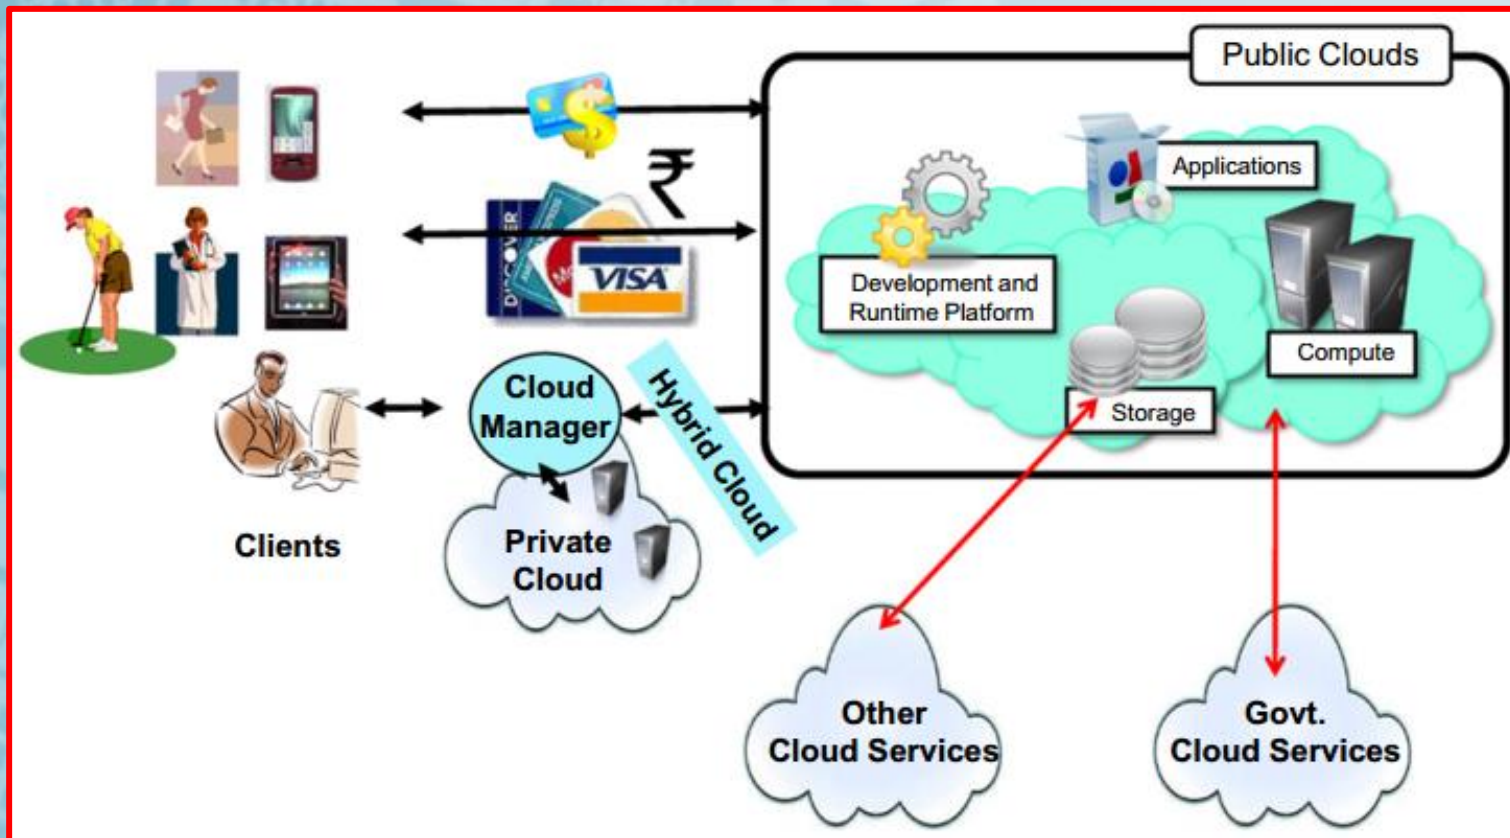 Public Clouds
Applications
₹
DISCOVER
VISA
Development and
Runtime Platform
Compute
Storage
Cloud
Manager
Hybrid Cloud
Private
Cloud
Clients
Other
Cloud Services
Govt.
Cloud Services